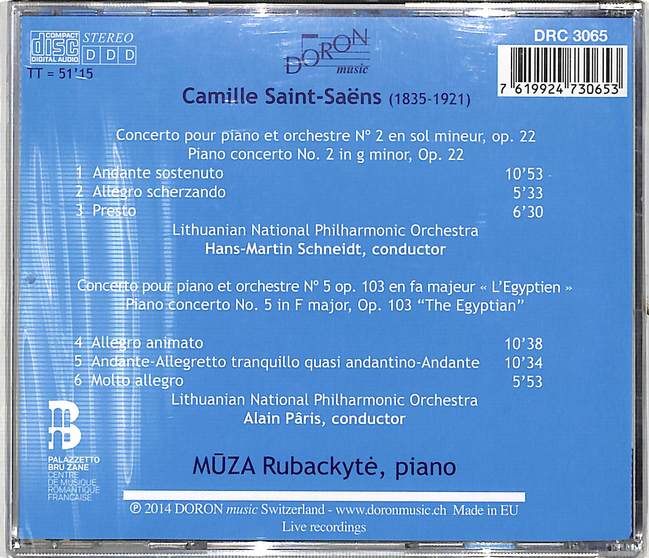 COMPACT
disc
DIGITAL AUDIO
STEREO
D D D
TT = 51'15
DORON
music
DRC 3065
7 619924 730653
Camille Saint-Saëns (1835-1921)
Concerto pour piano et orchestre Nº 2 en sol mineur, op. 22
Piano concerto No. 2 in g minor, Op. 22
1 Andante sostenuto 10'53
2 Allegro scherzando 5'33
3 Presto 6'30
Lithuanian National Philharmonic Orchestra
Hans-Martin Schneidt, conductor
Concerto pour piano et orchestre Nº 5 op. 103 en fa majeur « L'Egyptien »
Piano concerto No. 5 in F major, Op. 103 “The Egyptian”
4 Allegro animato 10'38
5 Andante-Allegretto tranquillo quasi andantino-Andante 10'34
6 Molto allegro 5'53
Lithuanian National Philharmonic Orchestra
Alain Pâris, conductor
PALAZZETTO
BRU ZANE
CENTRE
DE MUSIQUE
ROMANTIQUE
FRANÇAISE
MŪZA Rubackytė, piano
℗ 2014 DORON music Switzerland - www.doronmusic.ch Made in EU
Live recordings